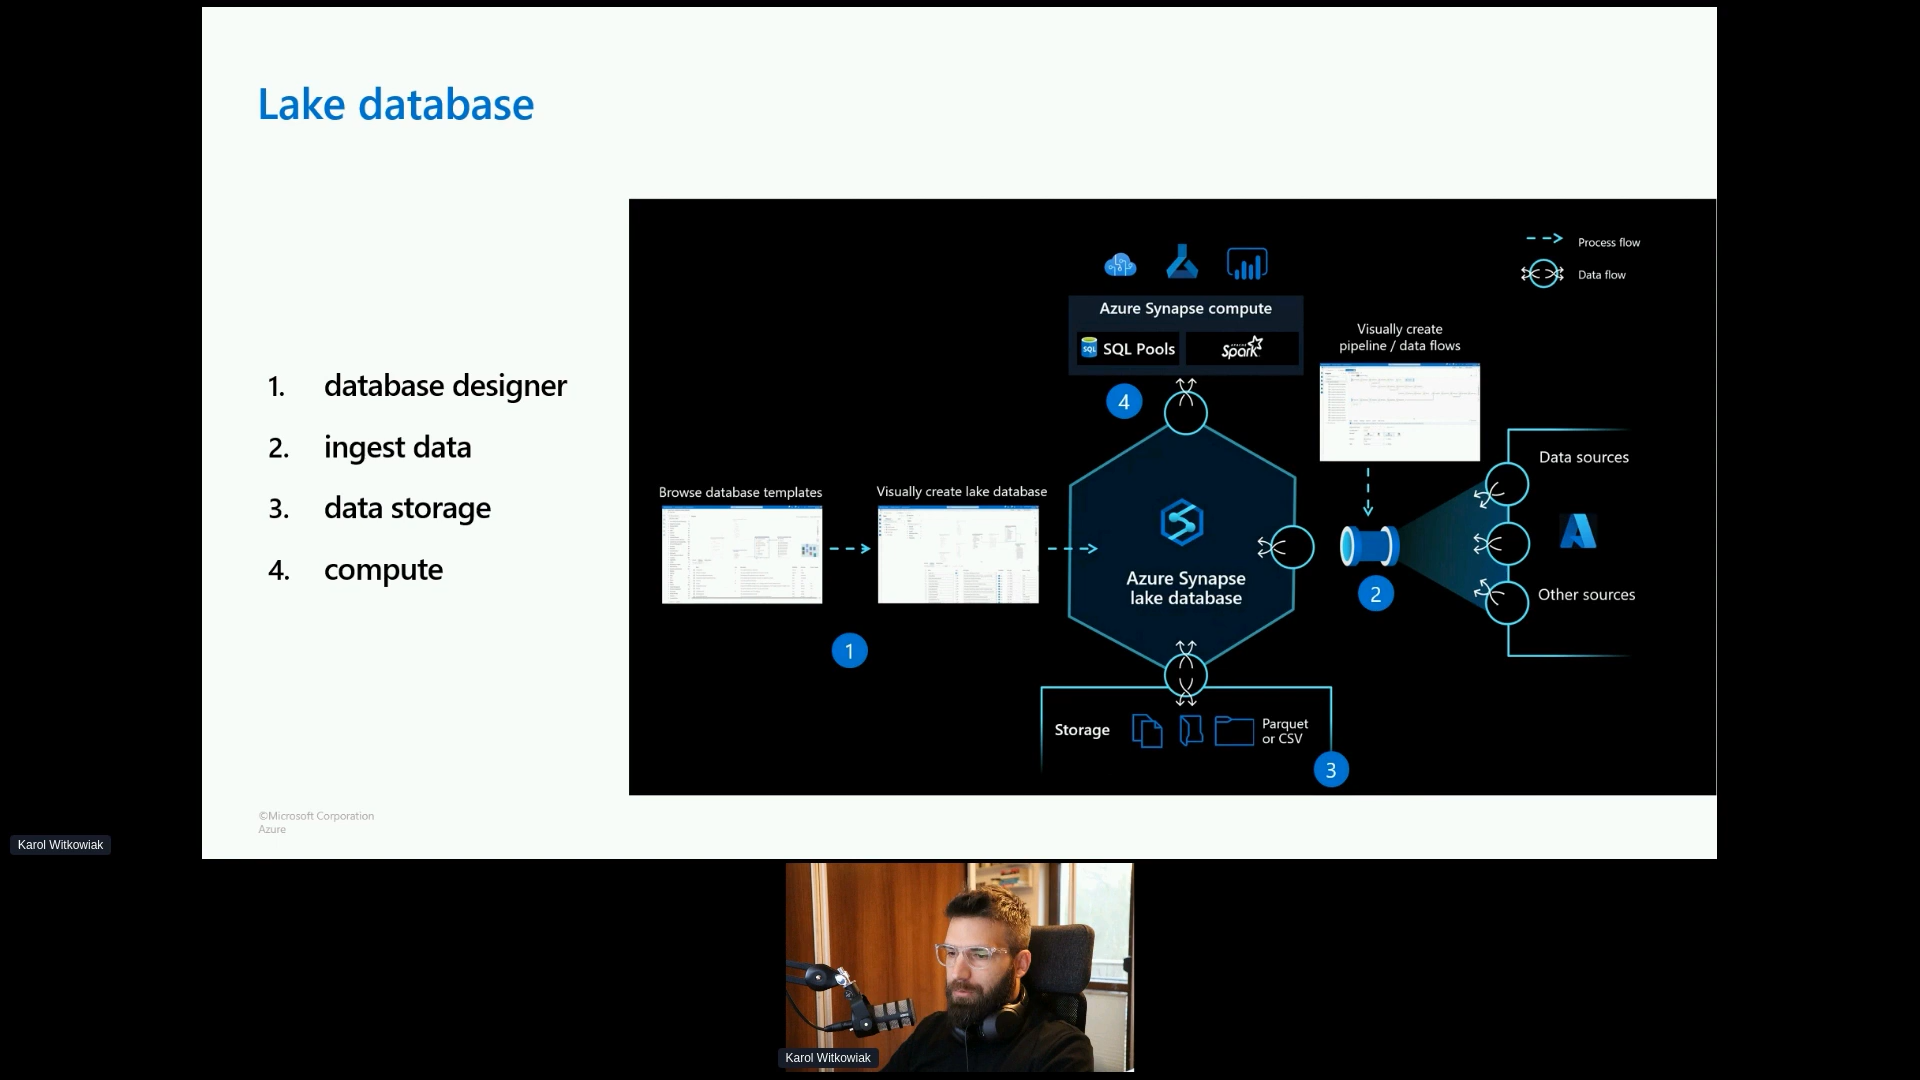 Lake database
1. database designer
2. ingest data
3. data storage
4. compute
Process flow
Data flow
Azure Synapse compute
SQL
SQL Pools
APACHE
Spark
4
Visually create
pipeline / data flows
Browse database templates
Visually create lake database
1
Azure Synapse
lake database
2
Data sources
Other sources
Storage
Parquet
or CSV
3
©Microsoft Corporation
Azure
Karol Witkowiak
Karol Witkowiak